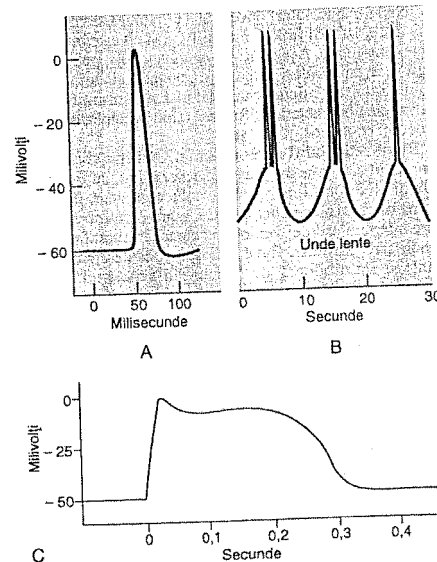 Milivolţi
0
– 20
– 40
– 60
0 50 100
Milisecunde
A
Unde lente
0 10 20 30
Secunde
B
Milivolţi
0
–25
–50
0 0,1 0,2 0,3 0,4
Secunde
C